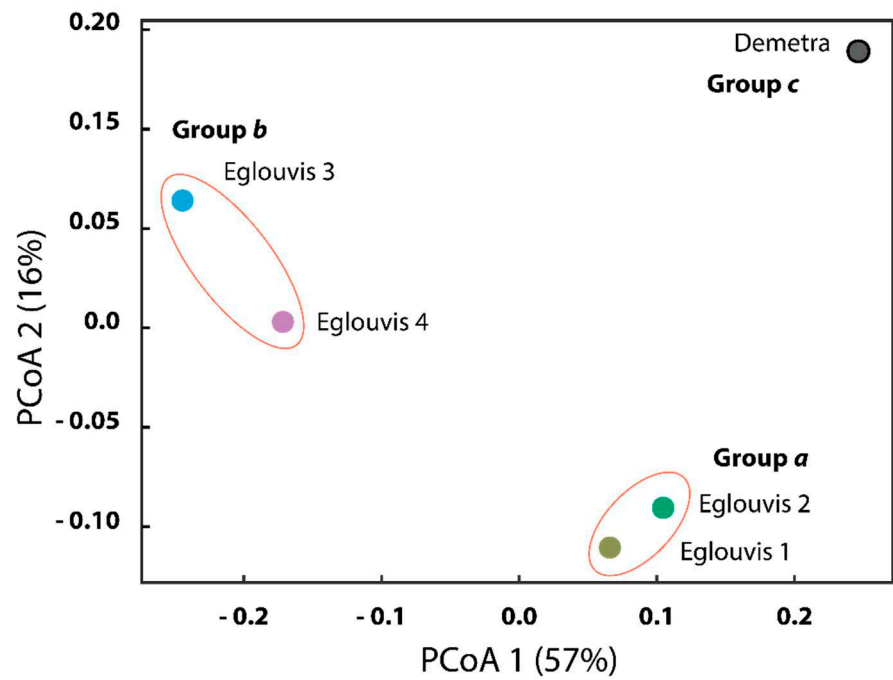 0.20
0.15
0.05
0.0
- 0.05
- 0.10
PCoA 2 (16%)
Demetra
Group c
Group b
Eglouvis 3
Eglouvis 4
Group a
Eglouvis 2
Eglouvis 1
- 0.2
- 0.1
0.0
0.1
0.2
PCoA 1 (57%)